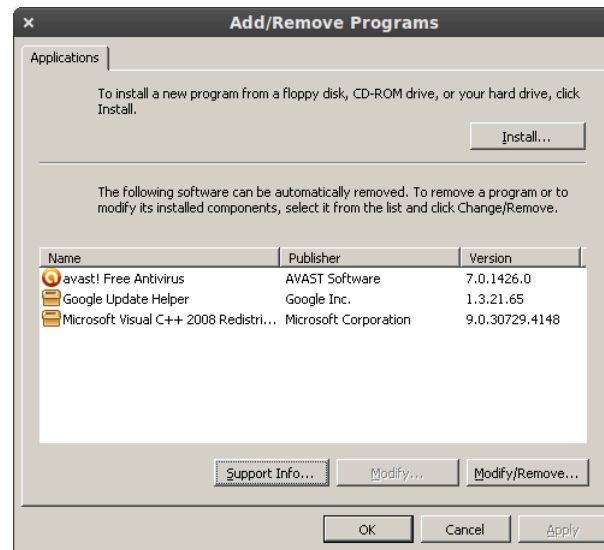 Add/Remove Programs
Applications
To install a new program from a floppy disk, CD-ROM drive, or your hard drive, click
Install.
Install...
The following software can be automatically removed. To remove a program or to
modify its installed components, select it from the list and click Change/Remove.
Name Publisher Version
avast! Free Antivirus AVAST Software 7.0.1426.0
Google Update Helper Google Inc. 1.3.21.65
Microsoft Visual C++ 2008 Redistri... Microsoft Corporation 9.0.30729.4148
Support Info... Modify... Modify/Remove...
OK Cancel Apply